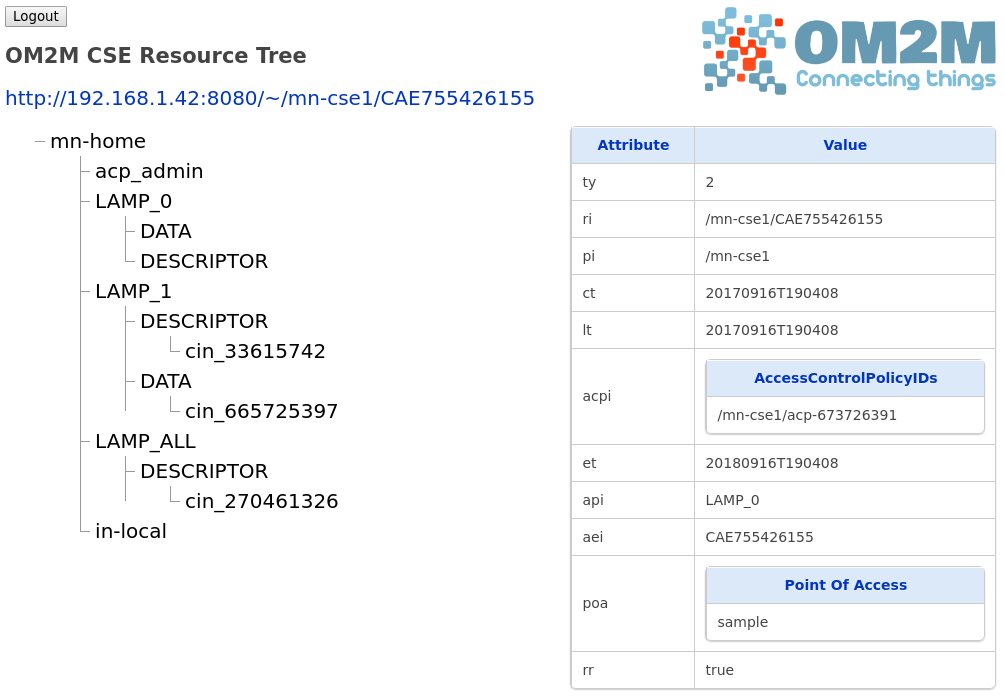 Logout
OM2M
Connecting things
OM2M CSE Resource Tree
http://192.168.1.42:8080/~/mn-cse1/CAE755426155
mn-home
acp_admin
LAMP_0
DATA
DESCRIPTOR
LAMP_1
DESCRIPTOR
cin_33615742
DATA
cin_665725397
LAMP_ALL
DESCRIPTOR
cin_270461326
in-local
Attribute Value
ty 2
ri /mn-cse1/CAE755426155
pi /mn-cse1
ct 20170916T190408
lt 20170916T190408
acpi
AccessControlPolicyIDs
/mn-cse1/acp-673726391
et 20180916T190408
api LAMP_0
aei CAE755426155
poa
Point Of Access
sample
rr true